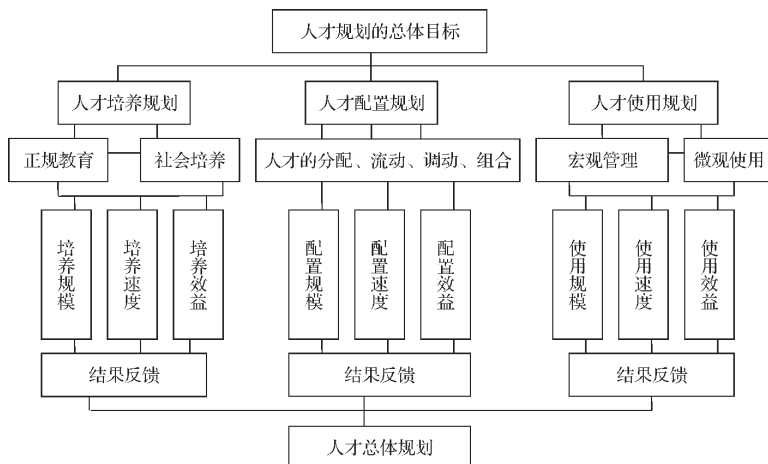 人才规划的总体目标
人才培养规划
人才配置规划
人才使用规划
正规教育
社会培养
人才的分配、流动、调动、组合
宏观管理
微观使用
培养规模
培养速度
培养效益
配置规模
配置速度
配置效益
使用规模
使用速度
使用效益
结果反馈
结果反馈
结果反馈
人才总体规划